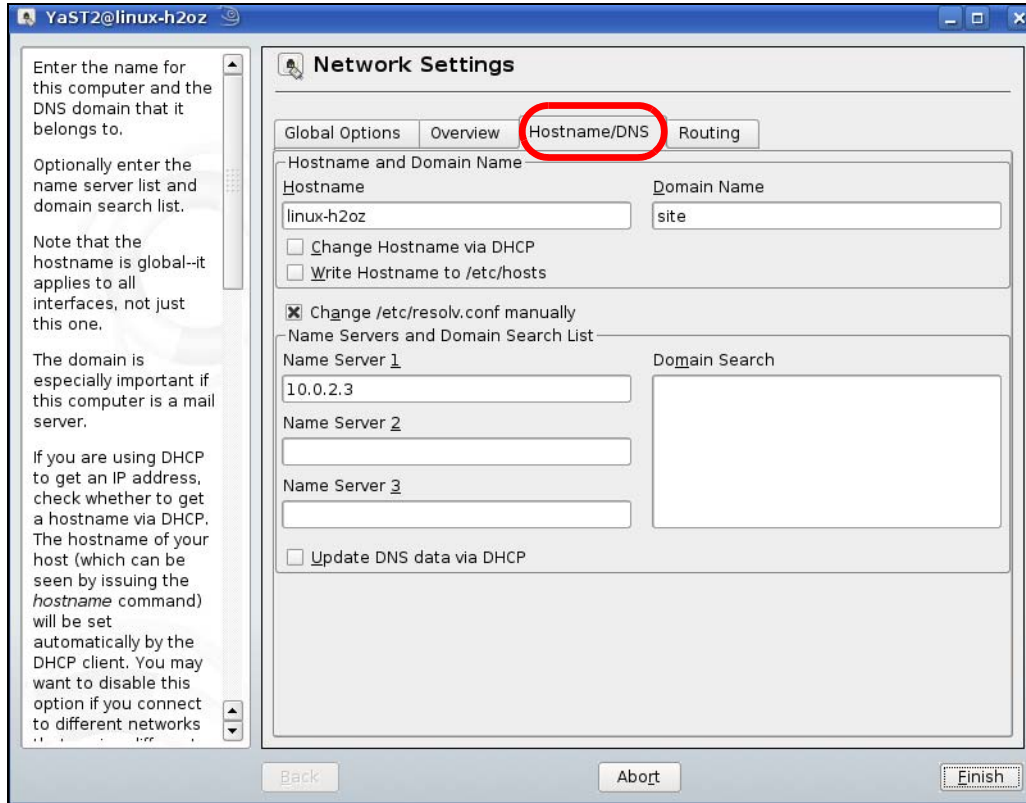 YaST2@linux-h2oz
Enter the name for
this computer and the
DNS domain that it
belongs to.
Optionally enter the
name server list and
domain search list.
Note that the
hostname is global--it
applies to all
interfaces, not just
this one.
The domain is
especially important if
this computer is a mail
server.
If you are using DHCP
to get an IP address,
check whether to get
a hostname via DHCP.
The hostname of your
host (which can be
seen by issuing the
hostname command)
will be set
automatically by the
DHCP client. You may
want to disable this
option if you connect
to different networks
Network Settings
Global Options
Overview
Hostname/DNS
Routing
Hostname and Domain Name
Hostname
Domain Name
linux-h2oz
site
Change Hostname via DHCP
Write Hostname to /etc/hosts
Change /etc/resolv.conf manually
Name Servers and Domain Search List
Name Server 1
Domain Search
10.0.2.3
Name Server 2
Name Server 3
Update DNS data via DHCP
Back
Abort
Finish